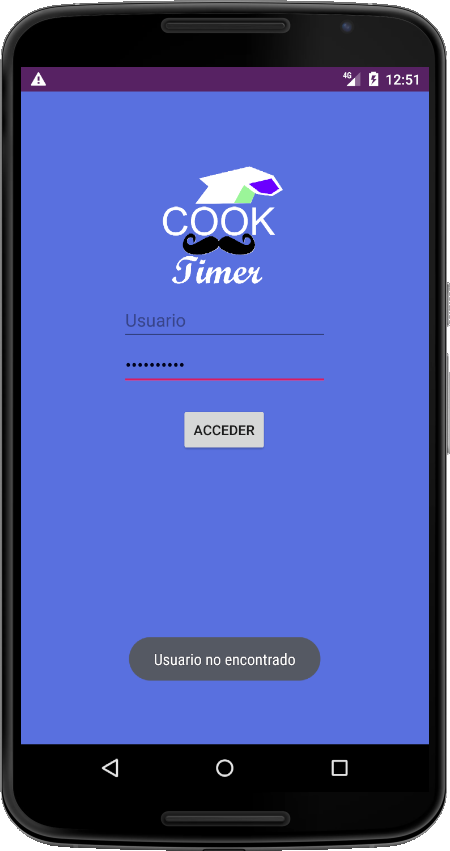 4G 12:51
COOK
Timer
Usuario
••••••••••
ACCEDER
Usuario no encontrado